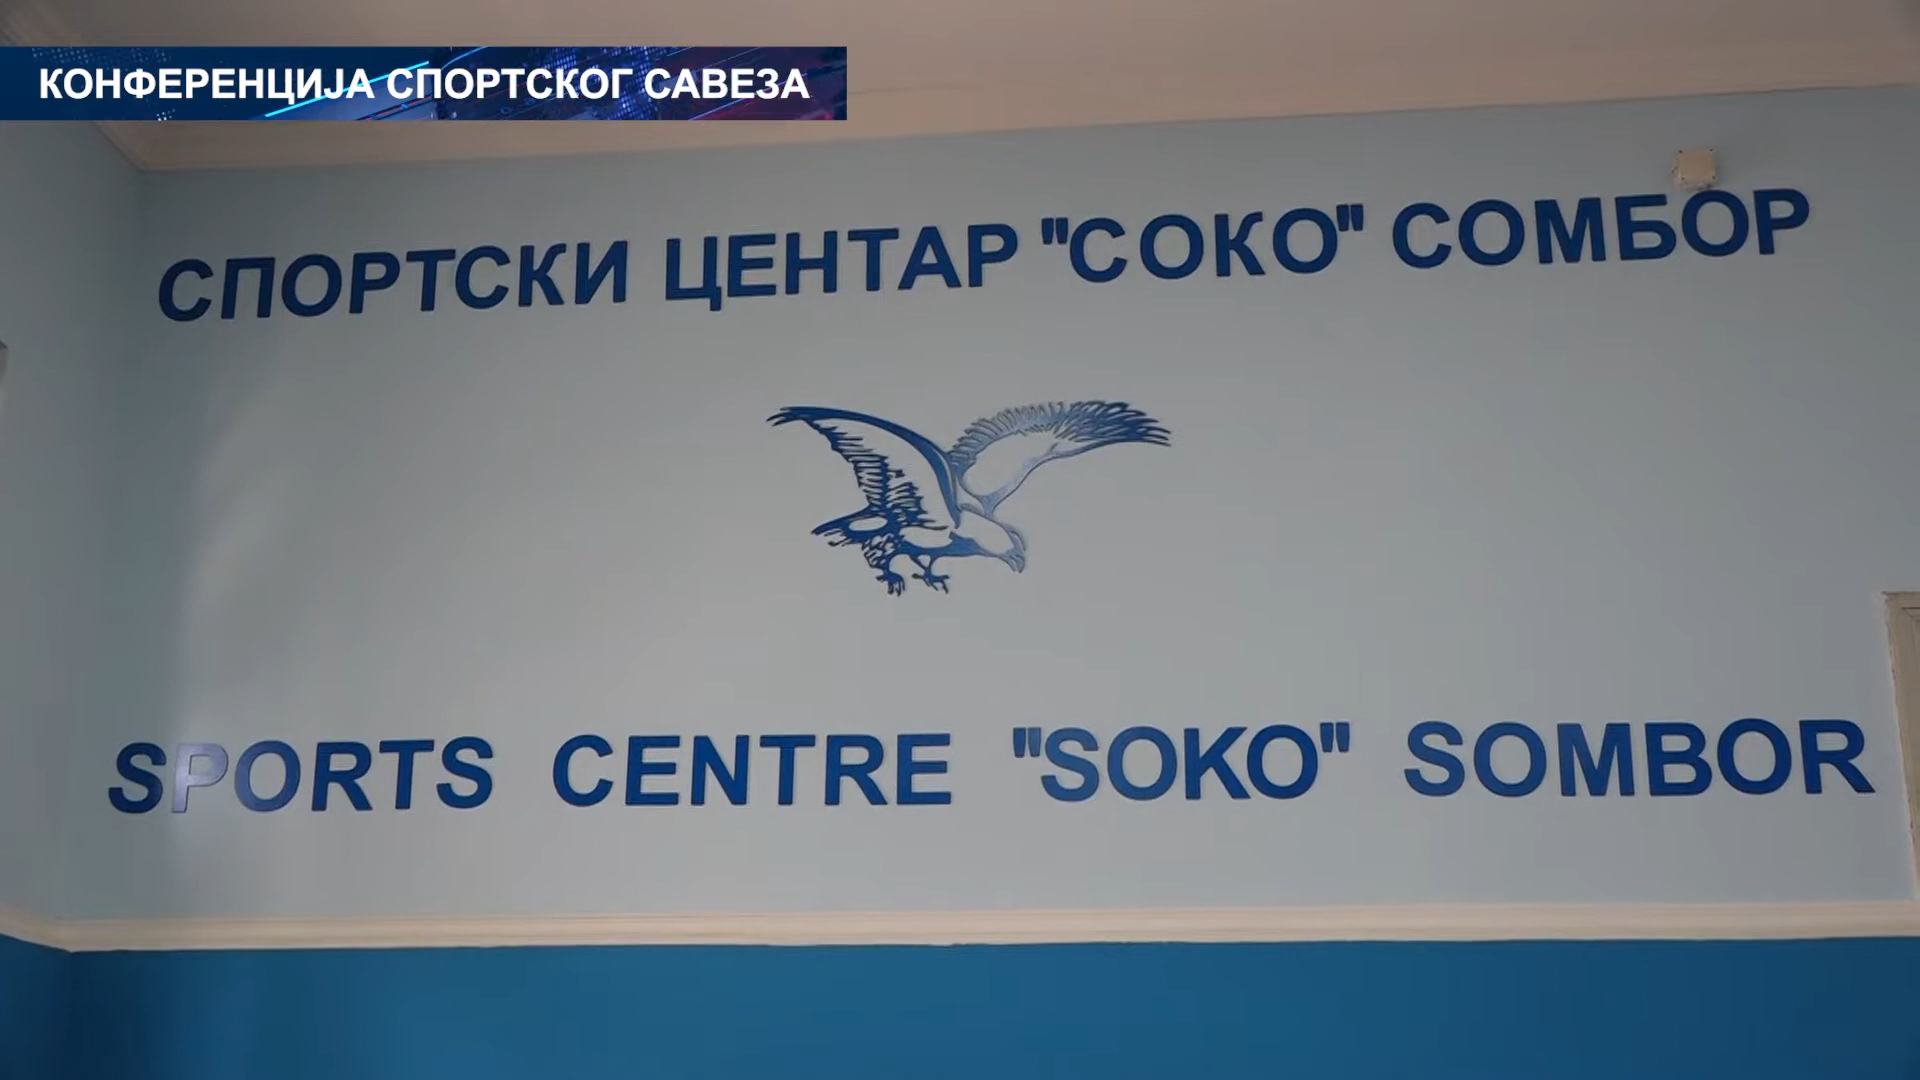 КОНФЕРЕНЦИЈА СПОРТСКОГ САВЕЗА
СПОРТСКИ ЦЕНТАР "СОКО" СОМБОР
SPORTS CENTRE "SOKO" SOMBOR